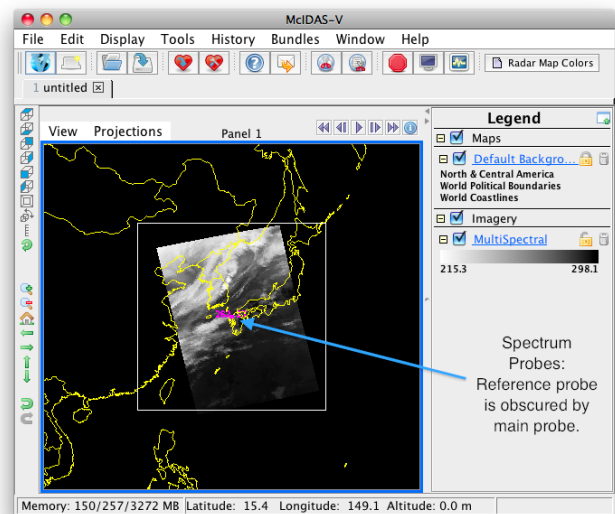 McIDAS-V
File Edit Display Tools History Bundles Window Help
Radar Map Colors
1 untitled
View Projections Panel 1
Legend
Maps
Default Backgro...
North & Central America
World Political Boundaries
World Coastlines
Imagery
MultiSpectral
215.3 298.1
Spectrum
Probes:
Reference probe
is obscured by
main probe.
Memory: 150/257/3272 MB Latitude: 15.4 Longitude: 149.1 Altitude: 0.0 m